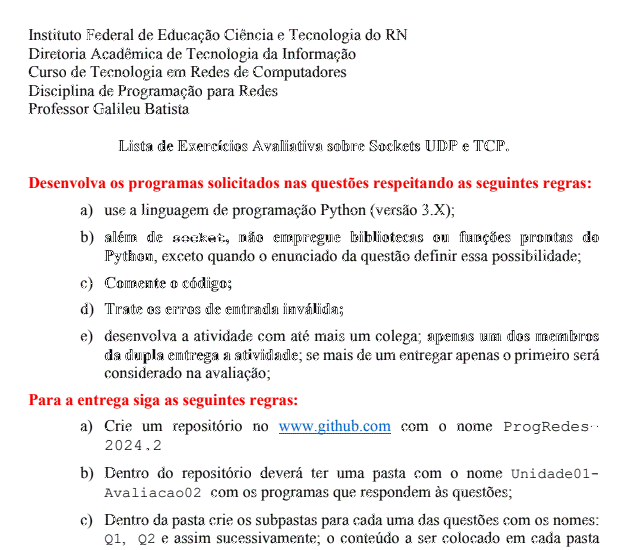 Instituto Federal de Educação Ciência e Tecnologia do RN
Diretoria Acadêmica de Tecnologia da Informação
Curso de Tecnologia em Redes de Computadores
Disciplina de Programação para Redes
Professor Galileu Batista
Lista de Exercícios Avaliativa sobre Sockets UDP e TCP.
Desenvolva os programas solicitados nas questões respeitando as seguintes regras:
a) use a linguagem de programação Python (versão 3.X);
b) além de socket, não empregue bibliotecas ou funções prontas do
Python, exceto quando o enunciado da questão definir essa possibilidade;
c) Comente o código;
d) Trate os erros de entrada inválida;
e) desenvolva a atividade com até mais um colega; apenas um dos membros
da dupla entrega a atividade; se mais de um entregar apenas o primeiro será
considerado na avaliação;
Para a entrega siga as seguintes regras:
a) Crie um repositório no www.github.com com o nome ProgRedes-
2024.2
b) Dentro do repositório deverá ter uma pasta com o nome Unidade01-
Avaliacao02 com os programas que respondem às questões;
c) Dentro da pasta crie os subpastas para cada uma das questões com os nomes:
Q1, Q2 e assim sucessivamente; o conteúdo a ser colocado em cada pasta